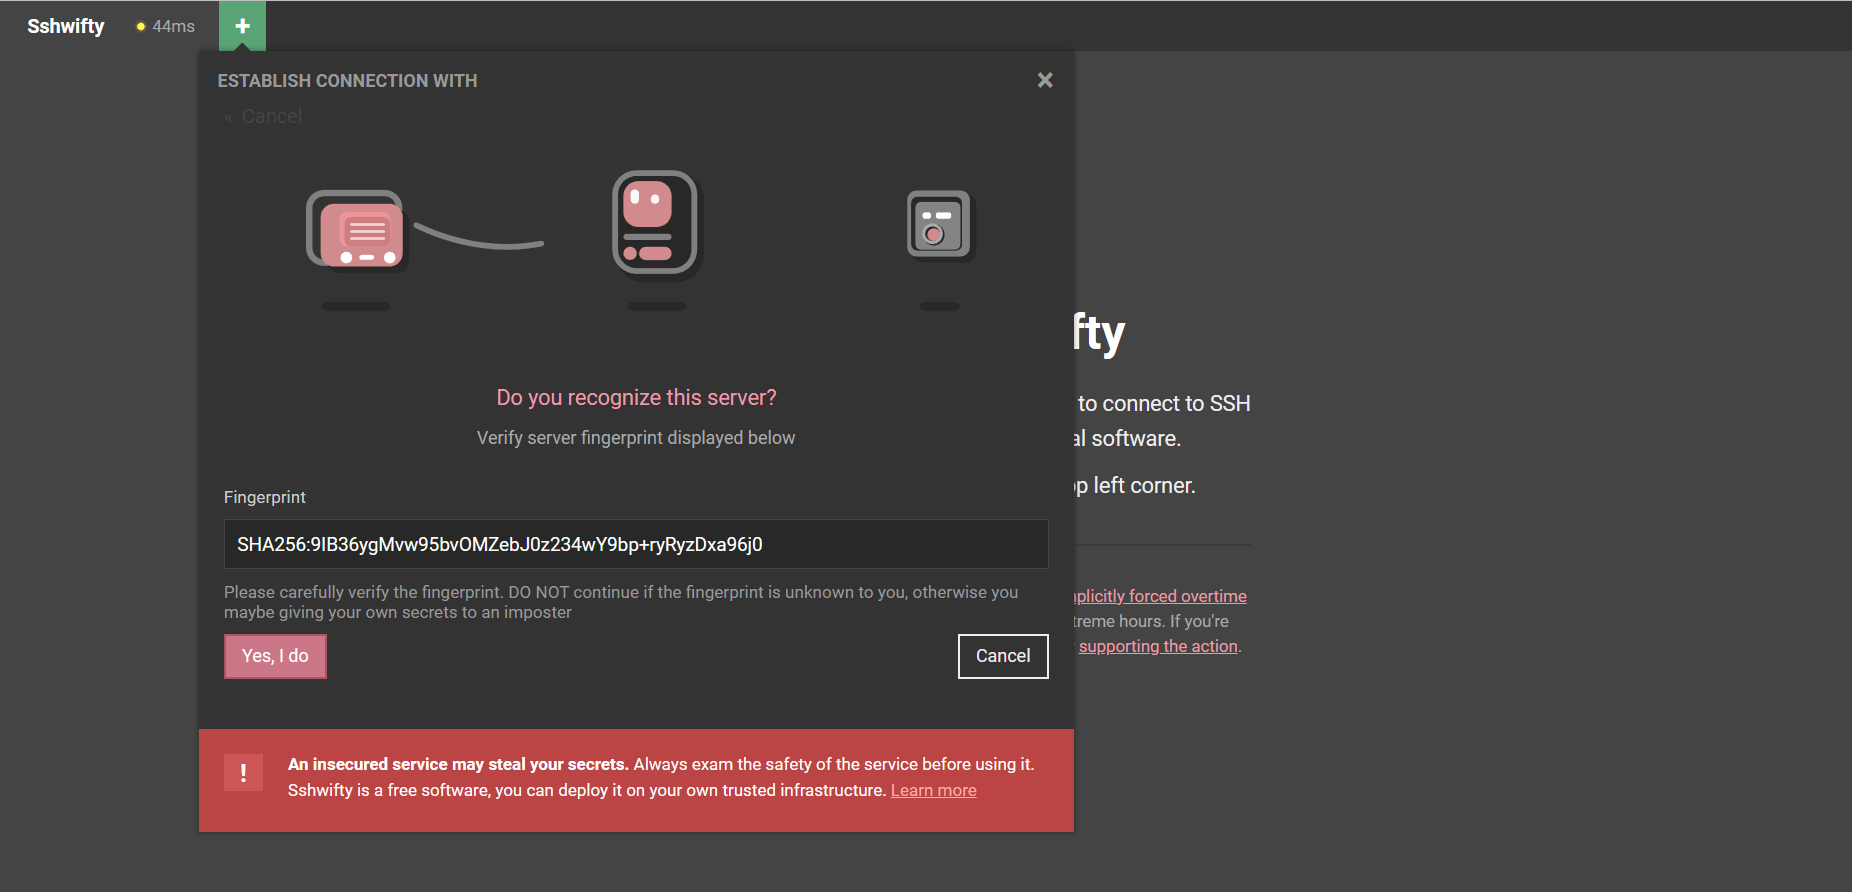 Sshwifty
44ms
+
ESTABLISH CONNECTION WITH
×
« Cancel
fty
to connect to SSH
al software.
op left corner.
Do you recognize this server?
Verify server fingerprint displayed below
Fingerprint
SHA256:9IB36ygMvw95bvOMZebJ0z234wY9bp+ryRyzDxa96j0
Please carefully verify the fingerprint. DO NOT continue if the fingerprint is unknown to you, otherwise you
maybe giving your own secrets to an imposter
Yes, I do
Cancel
plicitly forced overtime
treme hours. If you're
supporting the action.
!
An insecured service may steal your secrets. Always exam the safety of the service before using it.
Sshwifty is a free software, you can deploy it on your own trusted infrastructure. Learn more